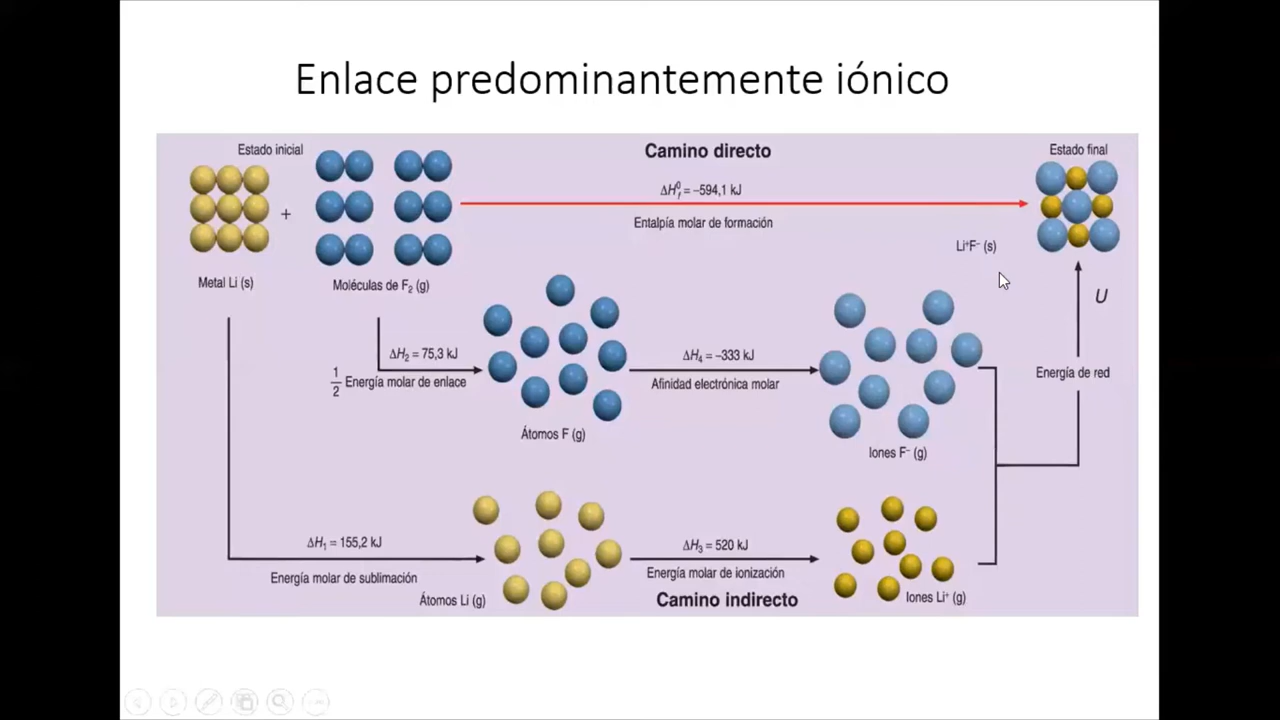 Enlace predominantemente iónico
Estado inicial
Camino directo
Estado final
+
ΔH⁰f = –594,1 kJ
Entalpía molar de formación
Li⁺F⁻ (s)
Metal Li (s)
Moléculas de F₂ (g)
U
ΔH₂ = 75,3 kJ
1/2 Energía molar de enlace
ΔH₄ = –333 kJ
Afinidad electrónica molar
Energía de red
Átomos F (g)
Iones F⁻ (g)
ΔH₁ = 155,2 kJ
Energía molar de sublimación
ΔH₃ = 520 kJ
Energía molar de ionización
Átomos Li (g)
Camino indirecto
Iones Li⁺ (g)